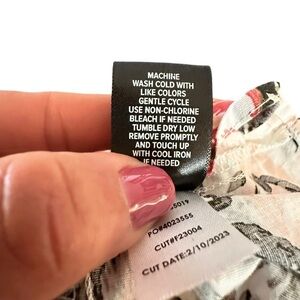 MACHINE
WASH COLD WITH
LIKE COLORS
GENTLE CYCLE
USE NON-CHLORINE
BLEACH IF NEEDED
TUMBLE DRY LOW
REMOVE PROMPTLY
AND TOUCH UP
WITH COOL IRON
IF NEEDED
PO#4023555
CUT#F23004
CUT DATE:2/10/2023